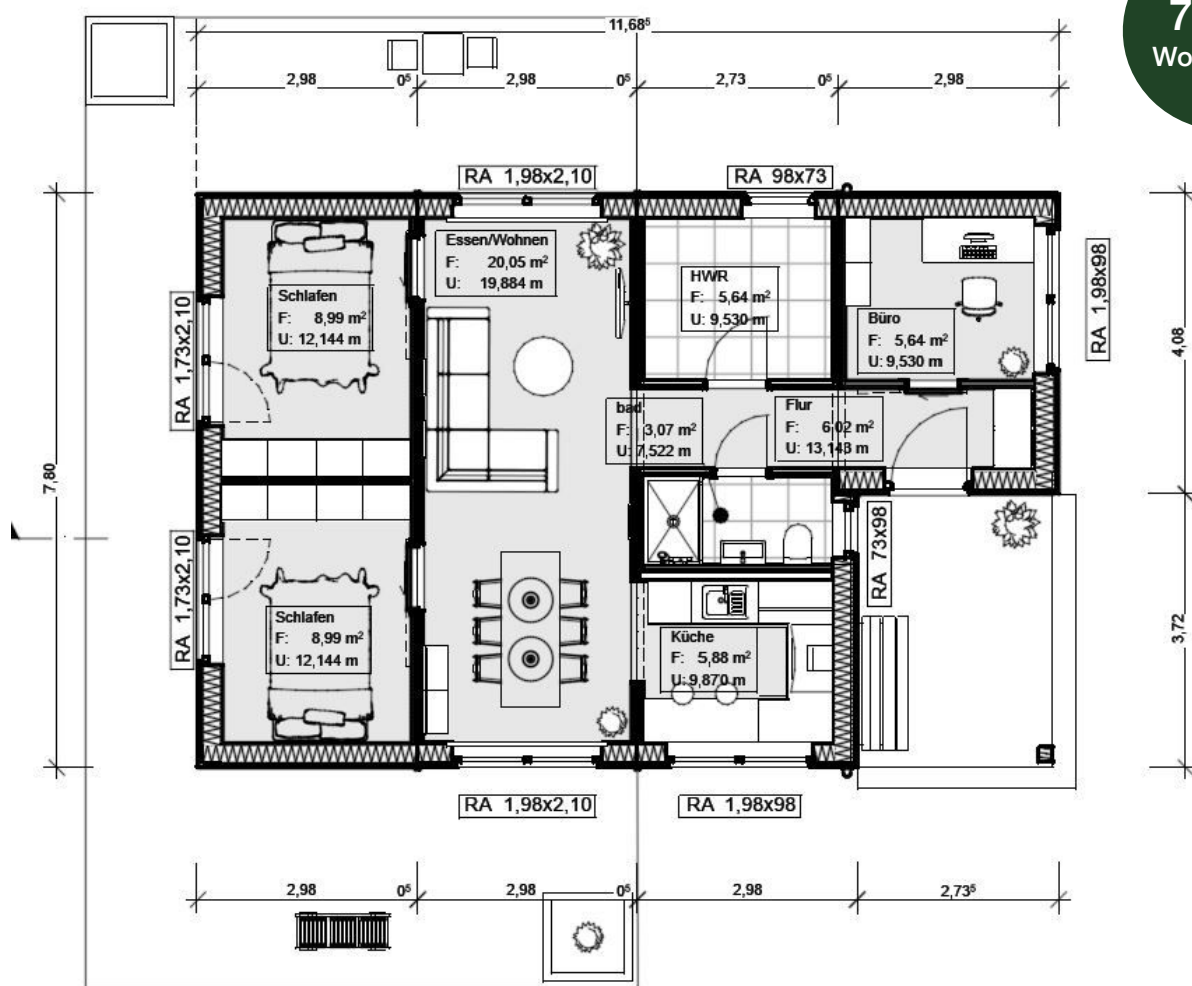 7
Wo
11,68⁵
2,98
0⁵
2,98
0⁵
2,73
0⁵
2,98
RA 1,98x2,10
RA 98x73
Essen/Wohnen
F: 20,05 m²
U: 19,884 m
Schlafen
F: 8,99 m²
U: 12,144 m
HWR
F: 5,64 m²
U: 9,530 m
Büro
F: 5,64 m²
U: 9,530 m
RA 1,73x2,10
RA 1,98x98
4,08
bad
F: 3,07 m²
U: 7,522 m
Flur
F: 6,02 m²
U: 13,143 m
7,80
RA 1,73x2,10
RA 73x98
3,72
Schlafen
F: 8,99 m²
U: 12,144 m
Küche
F: 5,88 m²
U: 9,870 m
RA 1,98x2,10
RA 1,98x98
2,98
0⁵
2,98
0⁵
2,98
2,73⁵